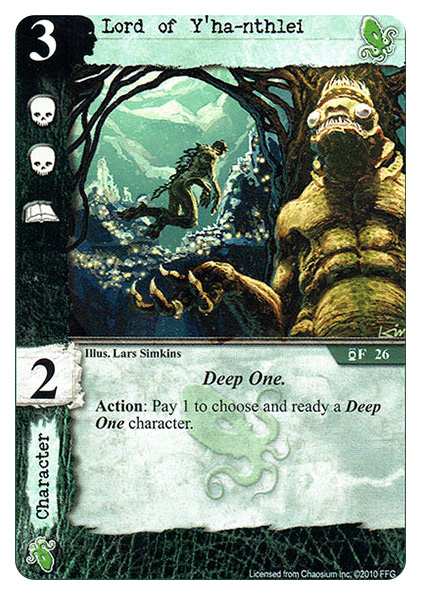 3
Lord of Y'ha-nthlei
Illus. Lars Simkins
F 26
2
Deep One.
Action: Pay 1 to choose and ready a Deep
One character.
Character
Licensed from Chaosium Inc. ©2010 FFG